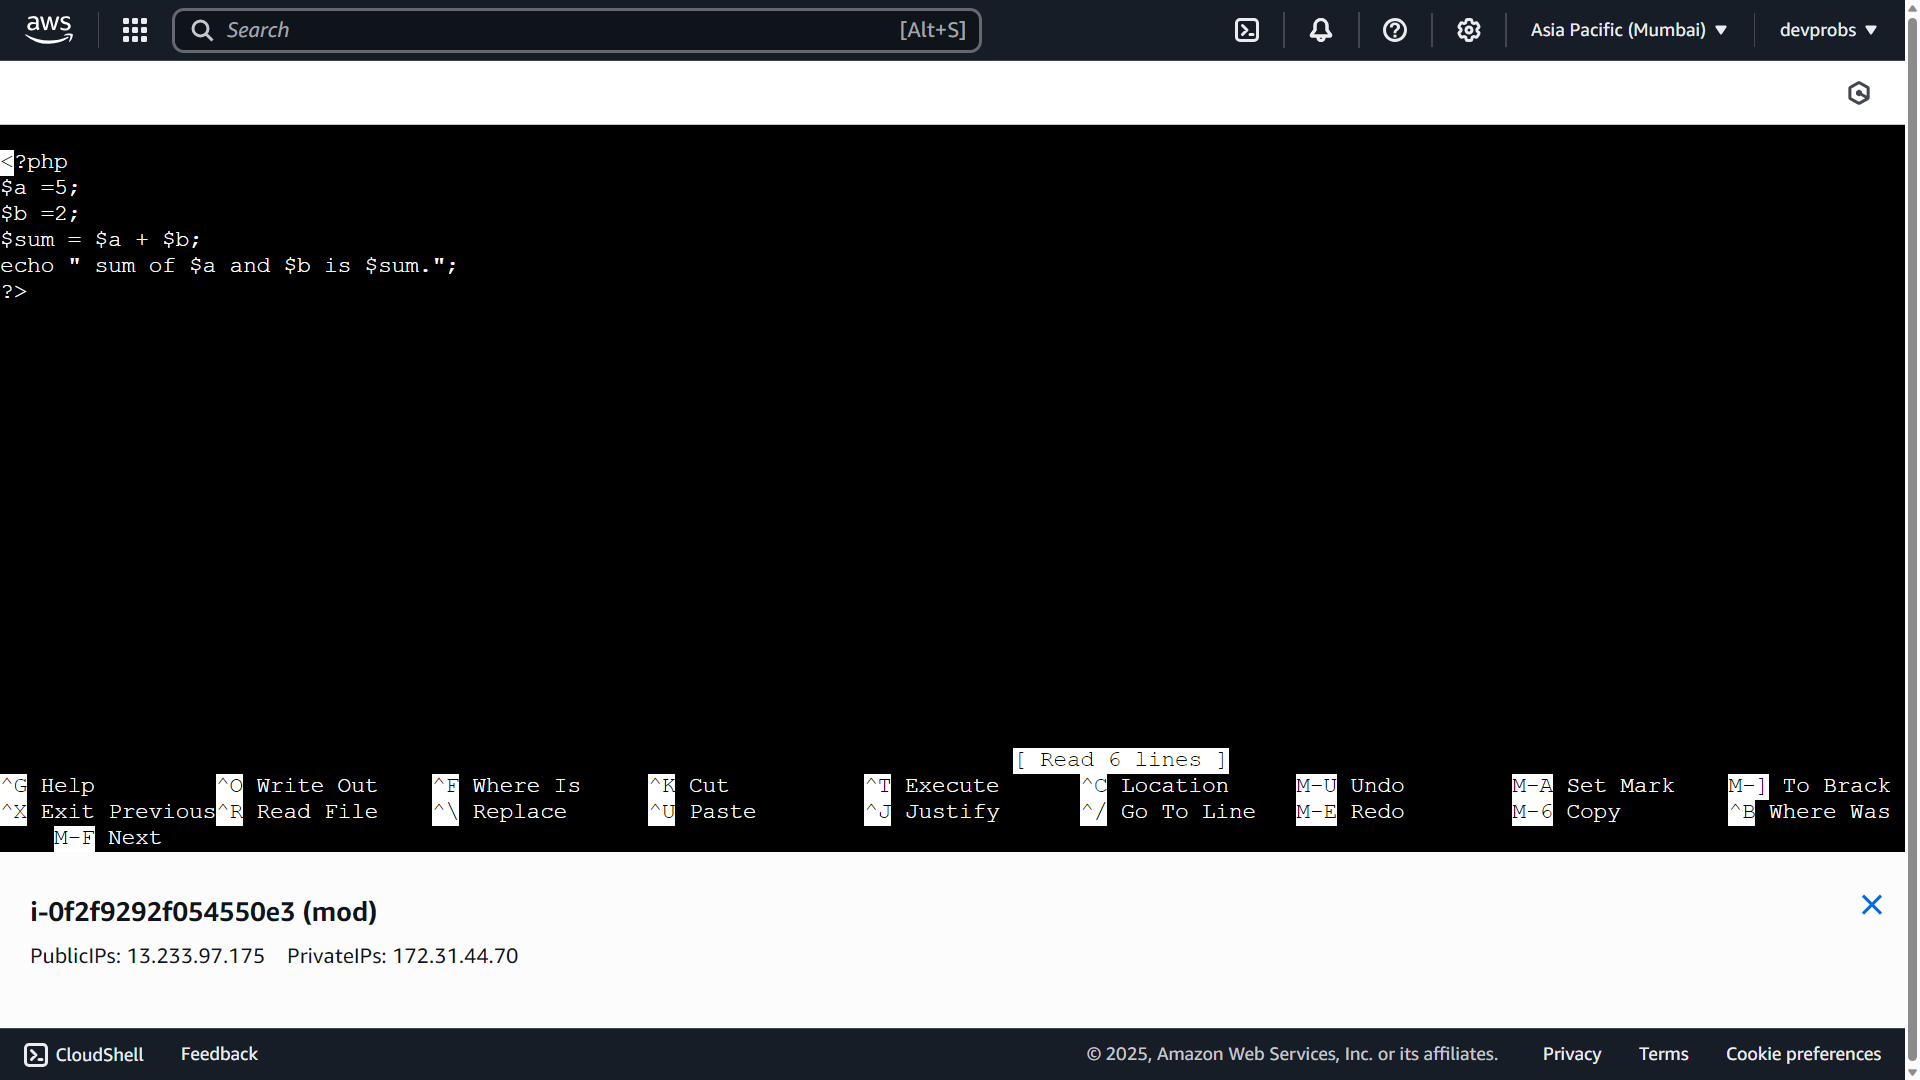 aws
Search [Alt+S]
Asia Pacific (Mumbai)
devprobs
<?php
$a =5;
$b =2;
$sum = $a + $b;
echo " sum of $a and $b is $sum.";
?>
[ Read 6 lines ]
^G Help ^O Write Out ^F Where Is ^K Cut ^T Execute ^C Location M-U Undo M-A Set Mark M-] To Brack
^X Exit Previous^R Read File ^\ Replace ^U Paste ^J Justify ^/ Go To Line M-E Redo M-6 Copy ^B Where Was
M-F Next
i-0f2f9292f054550e3 (mod)
PublicIPs: 13.233.97.175 PrivateIPs: 172.31.44.70
CloudShell Feedback © 2025, Amazon Web Services, Inc. or its affiliates. Privacy Terms Cookie preferences